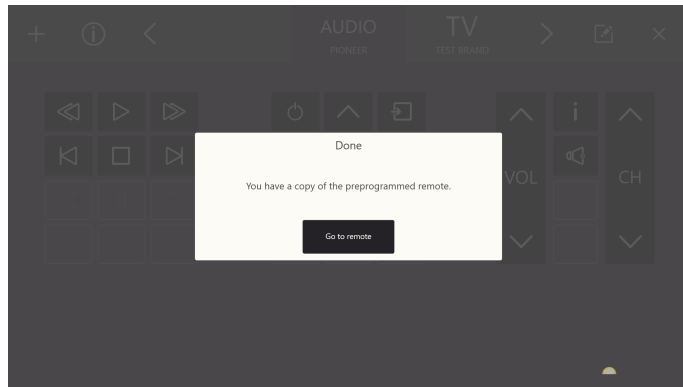 AUDIO
PIONEER
TV
TEST BRAND
Done
You have a copy of the preprogrammed remote.
VOL
CH
Go to remote